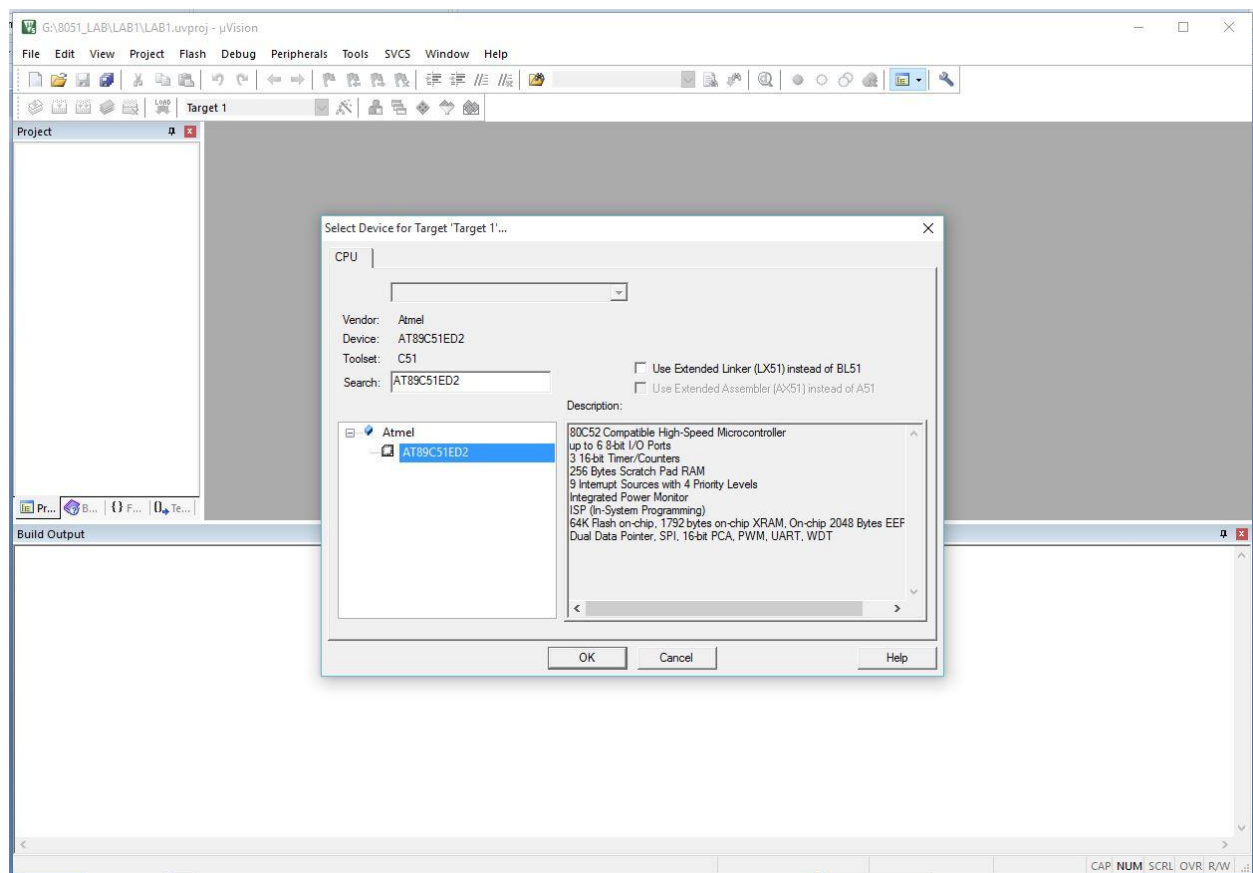 G:\8051_LAB\LAB1\LAB1.uvproj - µVision
File Edit View Project Flash Debug Peripherals Tools SVCS Window Help
LOAD Target 1
Project
Select Device for Target 'Target 1'...
CPU
Vendor: Atmel
Device: AT89C51ED2
Toolset: C51
Search: AT89C51ED2
Use Extended Linker (LX51) instead of BL51
Use Extended Assembler (AX51) instead of A51
Description:
Atmel
AT89C51ED2
80C52 Compatible High-Speed Microcontroller
up to 6 8-bit I/O Ports
3 16-bit Timer/Counters
256 Bytes Scratch Pad RAM
9 Interrupt Sources with 4 Priority Levels
Integrated Power Monitor
ISP (In-System Programming)
64K Flash on-chip, 1792 bytes on-chip XRAM, On-chip 2048 Bytes EEF
Dual Data Pointer, SPI, 16-bit PCA, PWM, UART, WDT
OK Cancel Help
Pr... B... {} F... 0 Te...
Build Output
CAP NUM SCRL OVR R/W